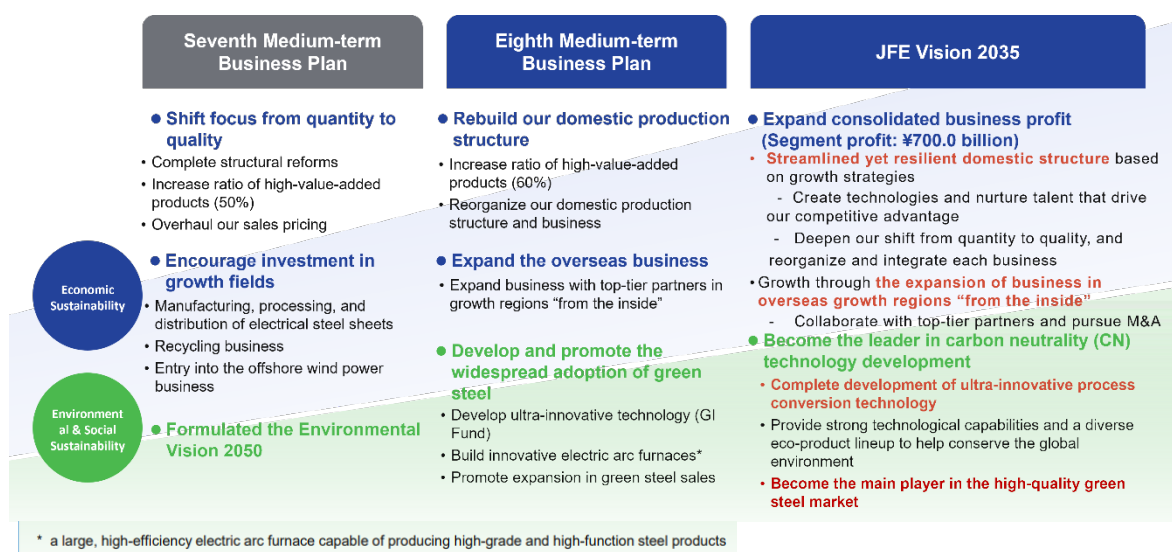 Seventh Medium-term
Business Plan
Eighth Medium-term
Business Plan
JFE Vision 2035
Economic
Sustainability
Environment
al & Social
Sustainability
● Shift focus from quantity to
quality
• Complete structural reforms
• Increase ratio of high-value-added
products (50%)
• Overhaul our sales pricing
● Encourage investment in
growth fields
• Manufacturing, processing, and
distribution of electrical steel sheets
• Recycling business
• Entry into the offshore wind power
business
● Formulated the Environmental
Vision 2050
● Rebuild our domestic production
structure
• Increase ratio of high-value-added
products (60%)
• Reorganize our domestic production
structure and business
● Expand the overseas business
• Expand business with top-tier partners in
growth regions “from the inside”
● Develop and promote the
widespread adoption of green
steel
• Develop ultra-innovative technology (GI
Fund)
• Build innovative electric arc furnaces*
• Promote expansion in green steel sales
● Expand consolidated business profit
(Segment profit: ¥700.0 billion)
• Streamlined yet resilient domestic structure based
on growth strategies
- Create technologies and nurture talent that drive
our competitive advantage
- Deepen our shift from quantity to quality, and
reorganize and integrate each business
• Growth through the expansion of business in
overseas growth regions “from the inside”
- Collaborate with top-tier partners and pursue M&A
● Become the leader in carbon neutrality (CN)
technology development
• Complete development of ultra-innovative process
conversion technology
• Provide strong technological capabilities and a diverse
eco-product lineup to help conserve the global
environment
• Become the main player in the high-quality green
steel market
* a large, high-efficiency electric arc furnace capable of producing high-grade and high-function steel products